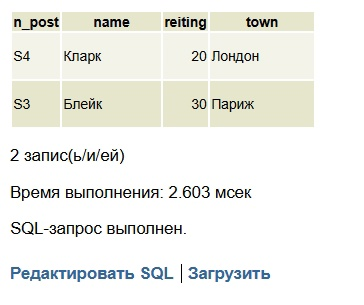 n_post name reiting town
S4 Кларк 20 Лондон
S3 Блейк 30 Париж
2 запис(ь/и/ей)
Время выполнения: 2.603 мсек
SQL-запрос выполнен.
Редактировать SQL | Загрузить